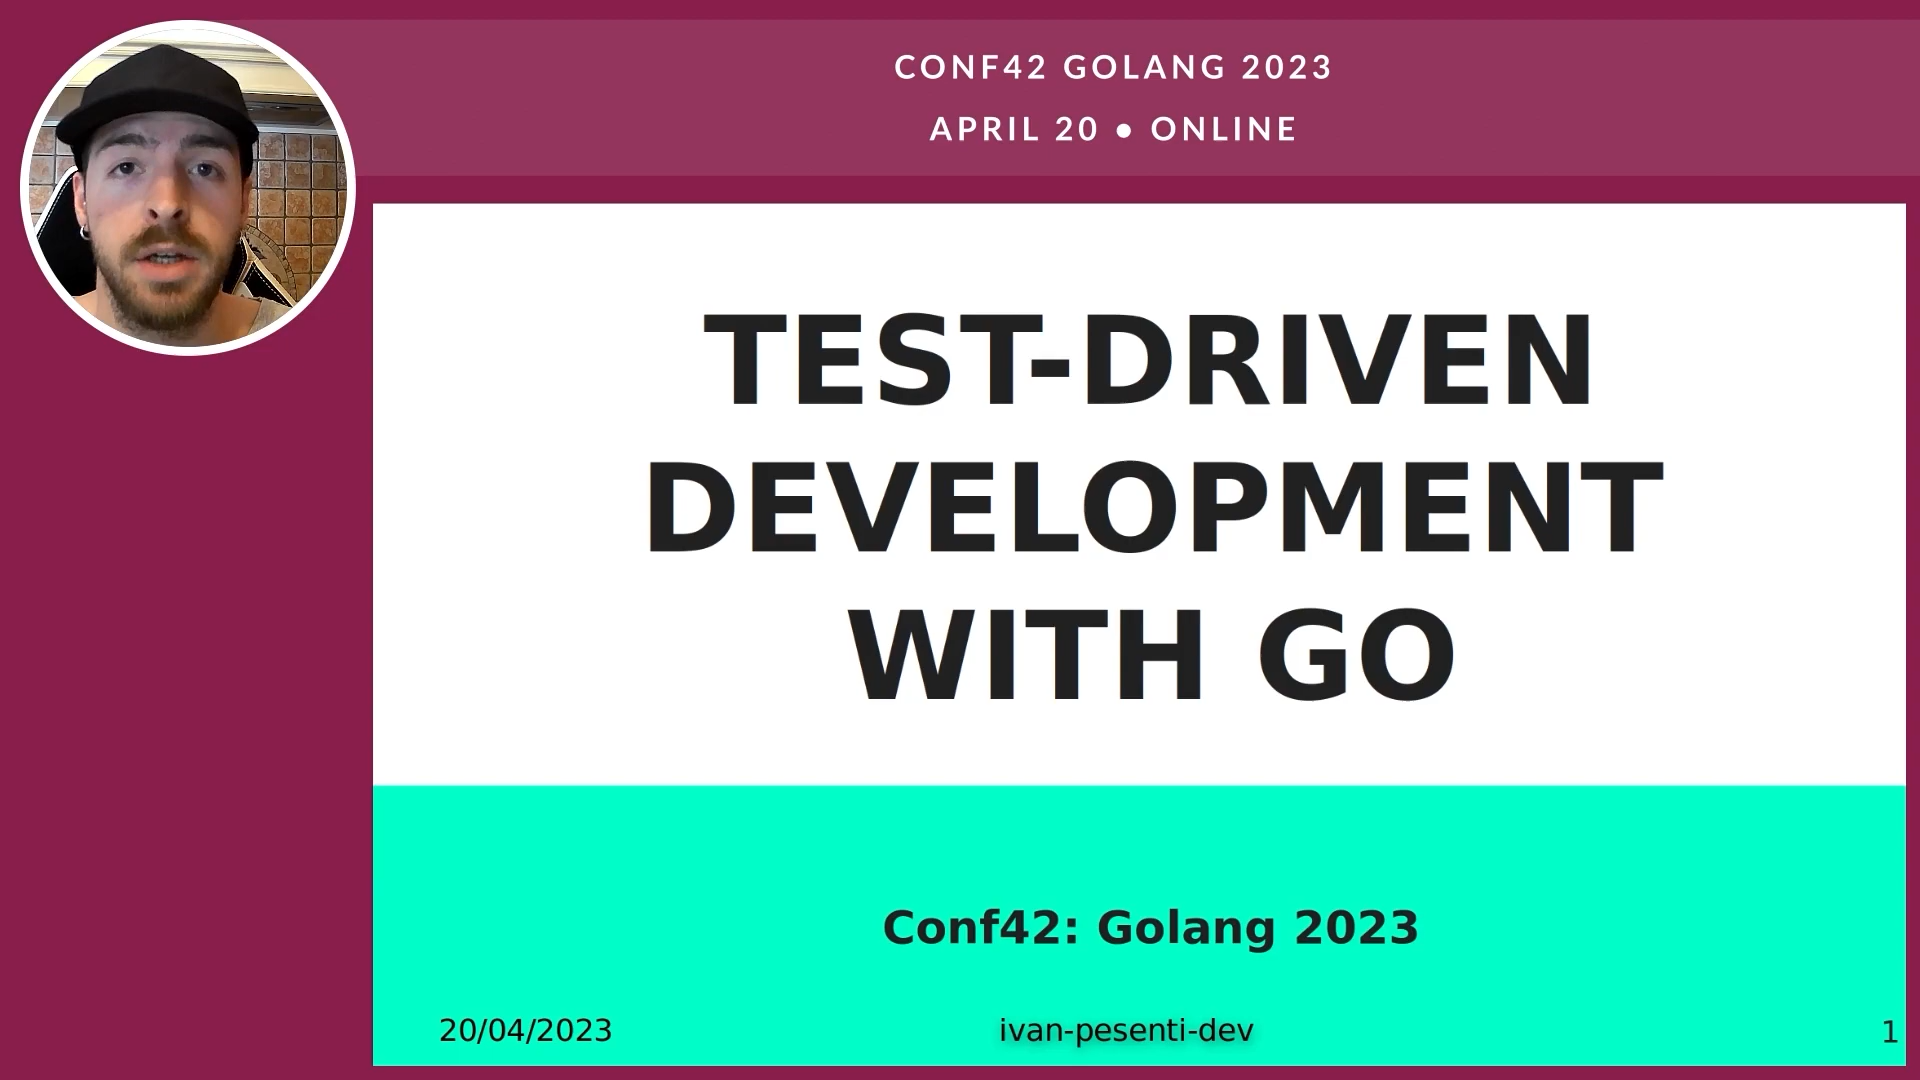 CONF42 GOLANG 2023
APRIL 20 ● ONLINE
TEST-DRIVEN
DEVELOPMENT
WITH GO
Conf42: Golang 2023
20/04/2023
ivan-pesenti-dev
1